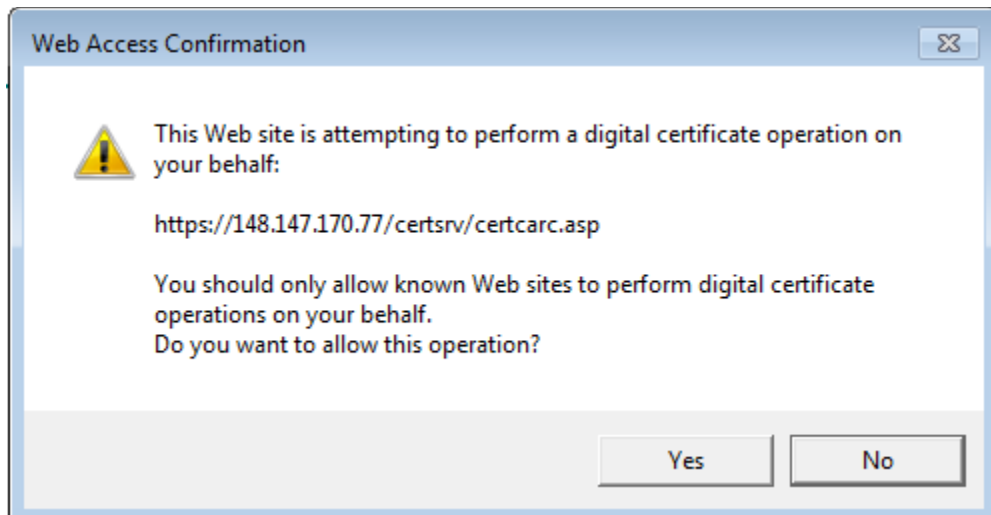 Web Access Confirmation
This Web site is attempting to perform a digital certificate operation on
your behalf:
https://148.147.170.77/certsrv/certcarc.asp
You should only allow known Web sites to perform digital certificate
operations on your behalf.
Do you want to allow this operation?
Yes No